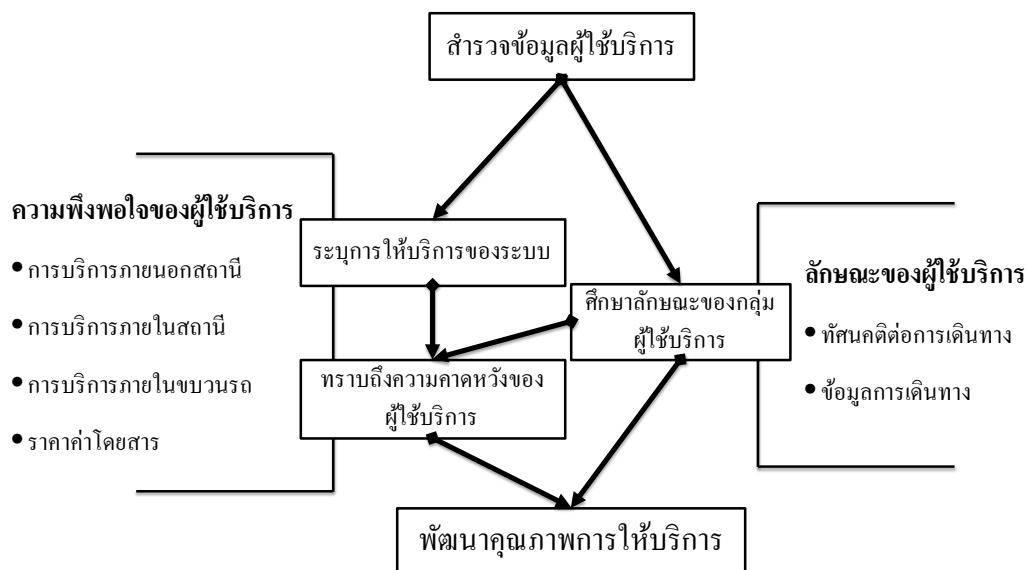 สำรวจข้อมูลผู้ใช้บริการ
ความพึงพอใจของผู้ใช้บริการ
• การบริการภายนอกสถานี
• การบริการภายในสถานี
• การบริการภายในขบวนรถ
• ราคาค่าโดยสาร
ระบุการให้บริการของระบบ
ศึกษาลักษณะของกลุ่ม
ผู้ใช้บริการ
ทราบถึงความคาดหวังของ
ผู้ใช้บริการ
ลักษณะของผู้ใช้บริการ
• ทัศนคติต่อการเดินทาง
• ข้อมูลการเดินทาง
พัฒนาคุณภาพการให้บริการ